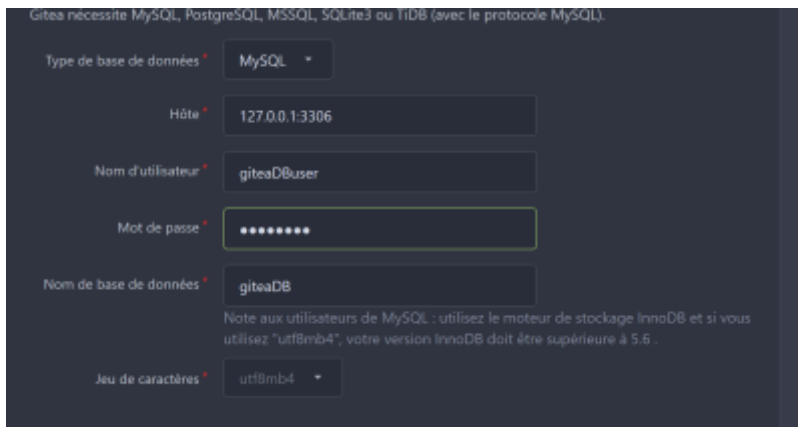 Gitea nécessite MySQL, PostgreSQL, MSSQL, SQLite3 ou TiDB (avec le protocole MySQL).
Type de base de données * MySQL
Hôte * 127.0.0.1:3306
Nom d'utilisateur * giteaDBuser
Mot de passe * ••••••••
Nom de base de données * giteaDB
Note aux utilisateurs de MySQL : utilisez le moteur de stockage InnoDB et si vous
utilisez "utf8mb4", votre version InnoDB doit être supérieure à 5.6 .
Jeu de caractères * utf8mb4